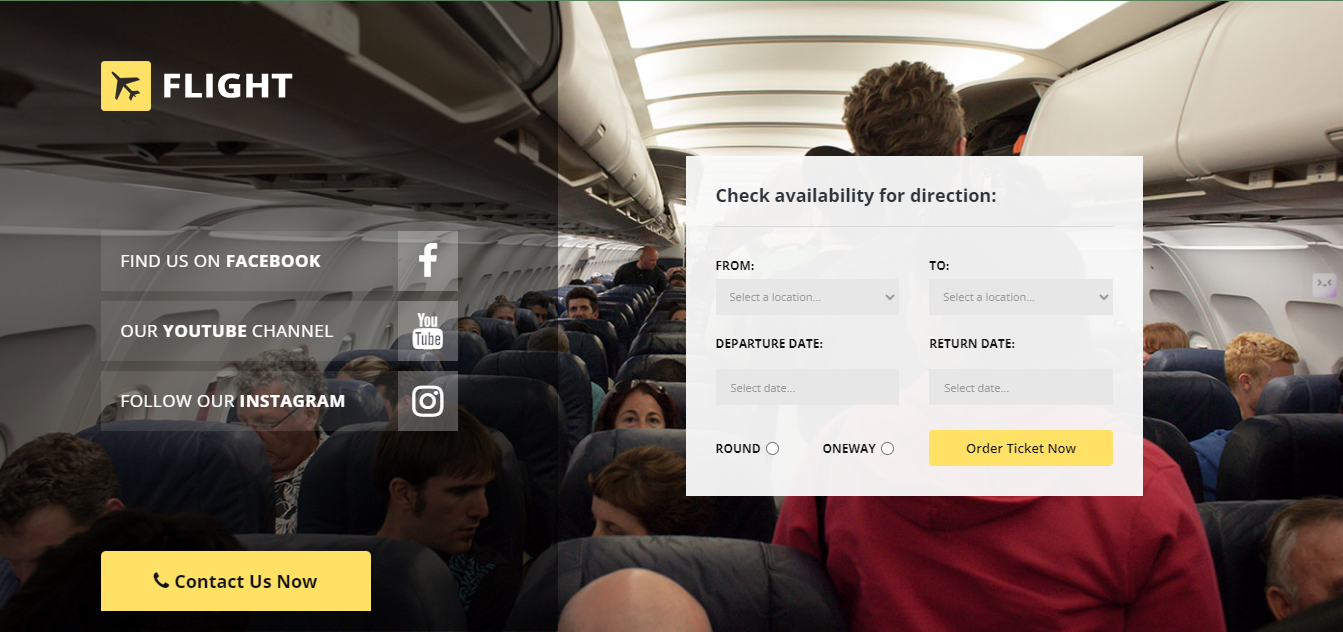 FLIGHT
FIND US ON FACEBOOK
OUR YOUTUBE CHANNEL
You
Tube
FOLLOW OUR INSTAGRAM
Contact Us Now
Check availability for direction:
FROM: TO:
Select a location... Select a location...
DEPARTURE DATE: RETURN DATE:
Select date... Select date...
ROUND ONEWAY Order Ticket Now